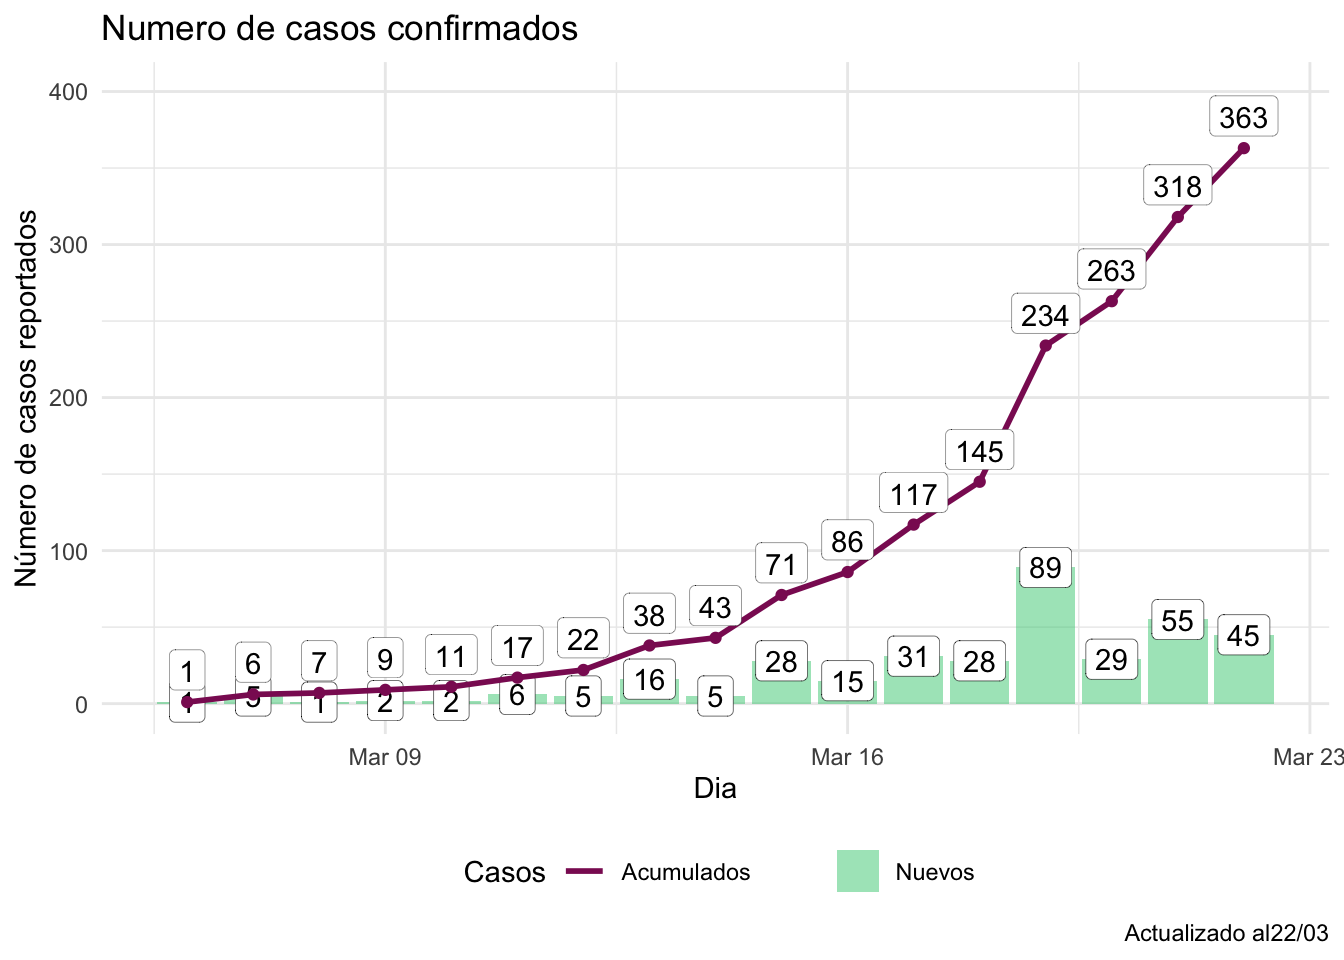 Numero de casos confirmados
Número de casos reportados
400
300
200
100
0
1 6 7 9 11 17 22 38 43 71 86 117 145 234 263 318 363
1 5 1 2 2 6 5 16 5 28 15 31 28 89 29 55 45
Mar 09 Mar 16 Mar 23
Dia
Casos Acumulados Nuevos
Actualizado al22/03